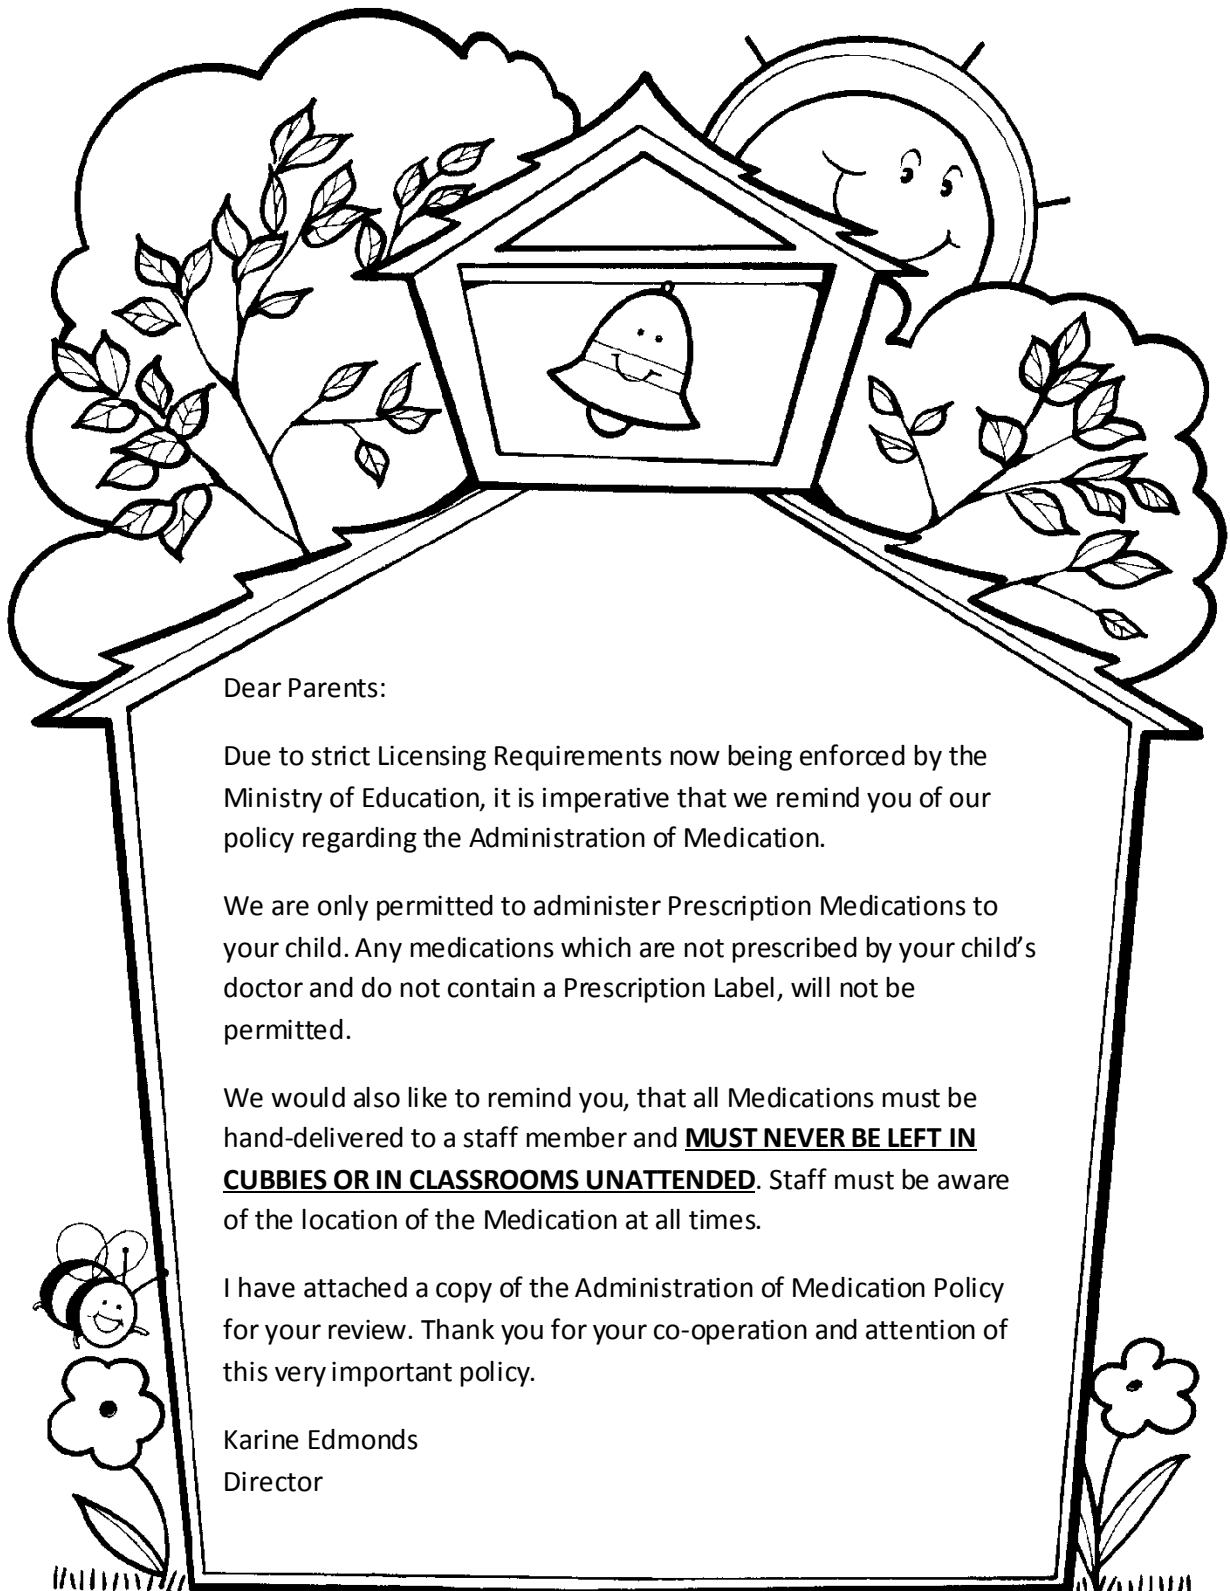 Dear Parents:
Due to strict Licensing Requirements now being enforced by the
Ministry of Education, it is imperative that we remind you of our
policy regarding the Administration of Medication.
We are only permitted to administer Prescription Medications to
your child. Any medications which are not prescribed by your child’s
doctor and do not contain a Prescription Label, will not be
permitted.
We would also like to remind you, that all Medications must be
hand-delivered to a staff member and MUST NEVER BE LEFT IN
CUBBIES OR IN CLASSROOMS UNATTENDED. Staff must be aware
of the location of the Medication at all times.
I have attached a copy of the Administration of Medication Policy
for your review. Thank you for your co-operation and attention of
this very important policy.
Karine Edmonds
Director